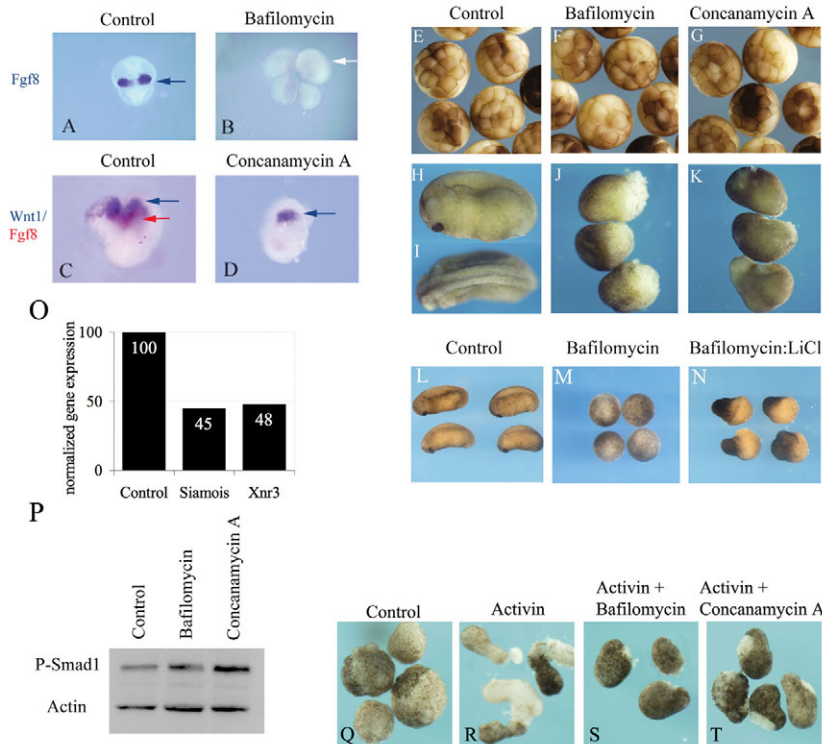 Control
Bafilomycin
Fgf8
A
B
Control
Concanamycin A
Wnt1/
Fgf8
C
D
Control
Bafilomycin
Concanamycin A
E
F
G
H
J
K
I
O
normalized gene expression
100
50
0
100
45
48
Control
Siamois
Xnr3
Control
Bafilomycin
Bafilomycin:LiCl
L
M
N
P
Control
Bafilomycin
Concanamycin A
P-Smad1
Actin
Control
Activin
Activin +
Bafilomycin
Activin +
Concanamycin A
Q
R
S
T